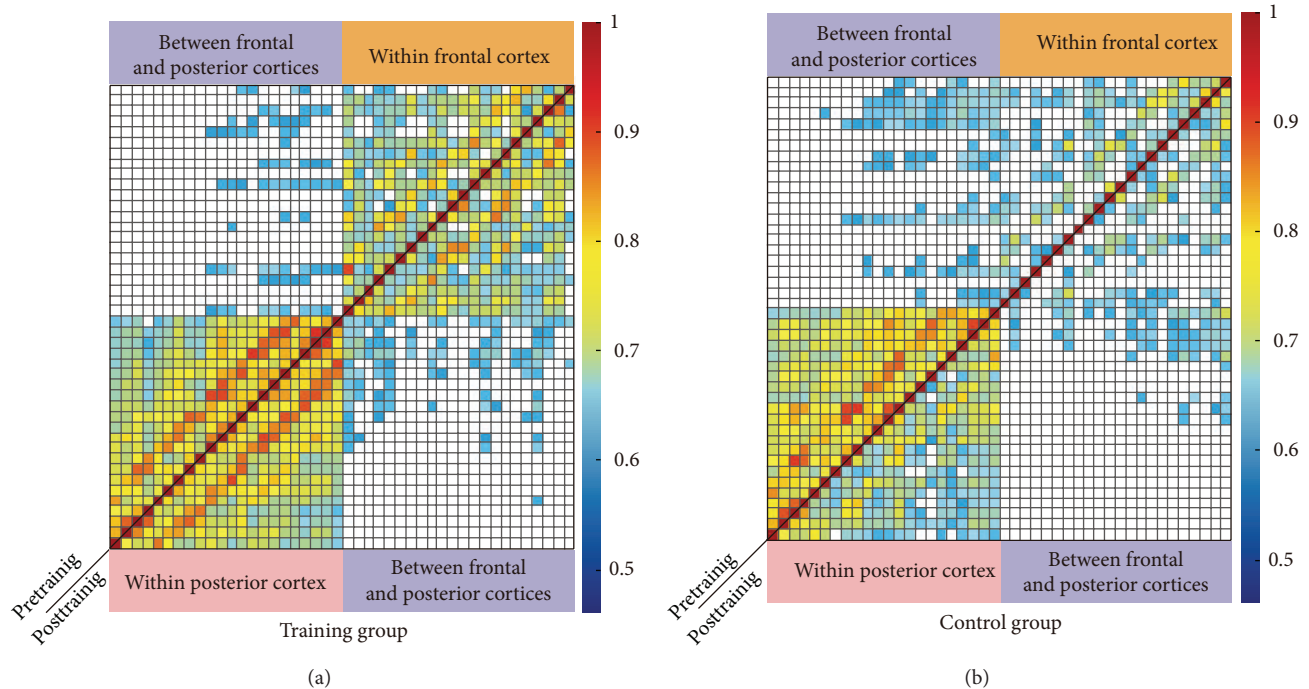 Between frontal
and posterior cortices
Within frontal cortex
1
0.9
0.8
0.7
0.6
0.5
Pretrainig
Posttrainig
Within posterior cortex
Between frontal
and posterior cortices
Training group
(a)
Between frontal
and posterior cortices
Within frontal cortex
1
0.9
0.8
0.7
0.6
0.5
Pretrainig
Posttrainig
Within posterior cortex
Between frontal
and posterior cortices
Control group
(b)